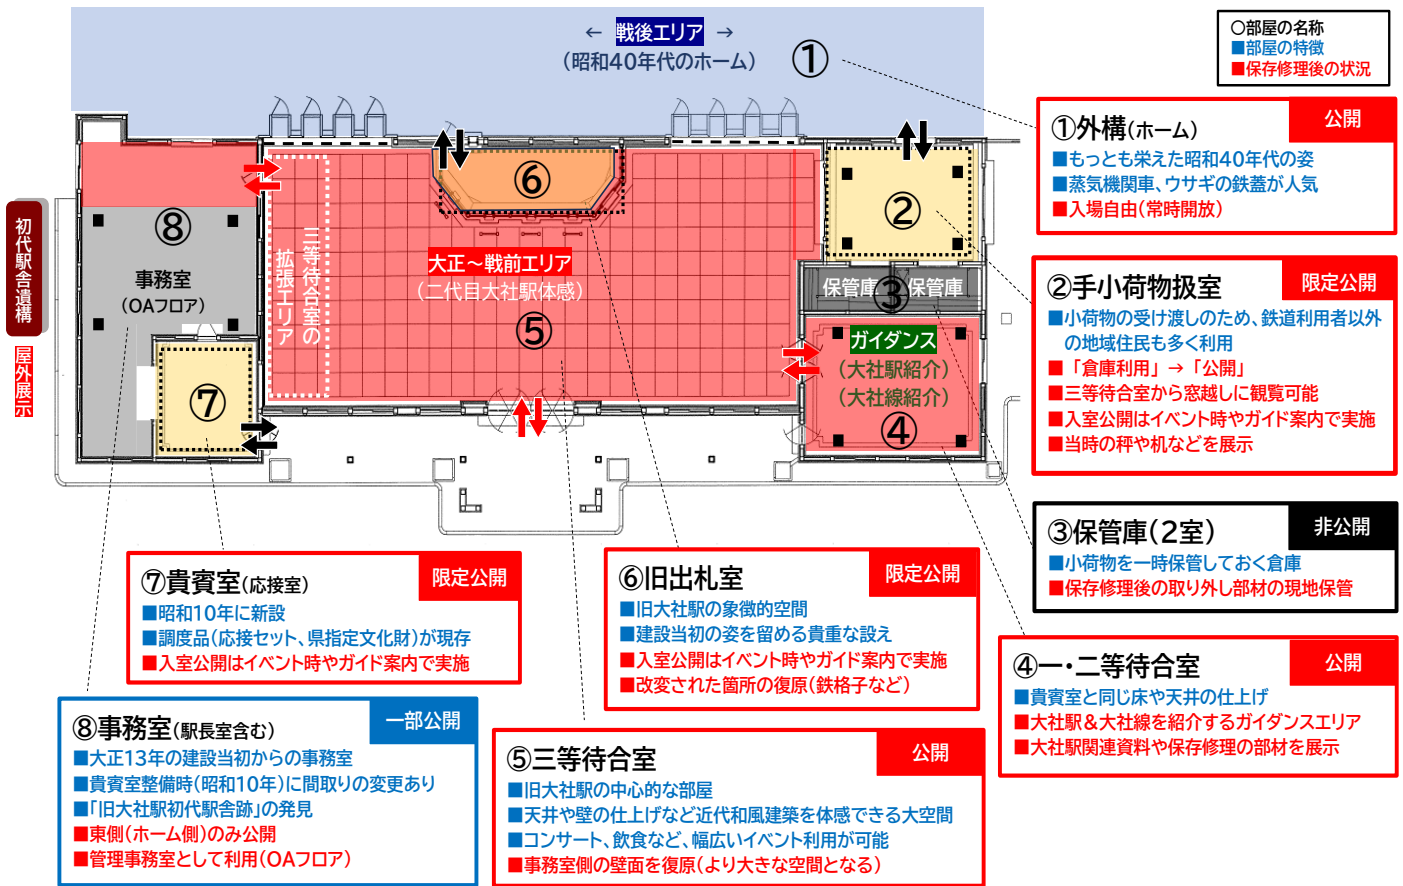 ← 戦後エリア →
(昭和40年代のホーム)
①
○部屋の名称
■部屋の特徴
■保存修理後の状況
初代駅舎遺構
屋外展示
⑧
事務室
(OAフロア)
⑦
三等待合室の
拡張エリア
⑥
大正～戦前エリア
(二代目大社駅体感)
⑤
②
保管庫
③
保管庫
ガイダンス
(大社駅紹介)
(大社線紹介)
④
①外構(ホーム)
公開
■もっとも栄えた昭和40年代の姿
■蒸気機関車、ウサギの鉄蓋が人気
■入場自由(常時開放)
②手小荷物扱室
限定公開
■小荷物の受け渡しのため、鉄道利用者以外
の地域住民も多く利用
■「倉庫利用」→「公開」
■三等待合室から窓越しに観覧可能
■入室公開はイベント時やガイド案内で実施
■当時の秤や机などを展示
③保管庫(2室)
非公開
■小荷物を一時保管しておく倉庫
■保存修理後の取り外し部材の現地保管
④一・二等待合室
公開
■貴賓室と同じ床や天井の仕上げ
■大社駅&大社線を紹介するガイダンスエリア
■大社駅関連資料や保存修理の部材を展示
⑦貴賓室(応接室)
限定公開
■昭和10年に新設
■調度品(応接セット、県指定文化財)が現存
■入室公開はイベント時やガイド案内で実施
⑥旧出札室
限定公開
■旧大社駅の象徴的空間
■建設当初の姿を留める貴重な設え
■入室公開はイベント時やガイド案内で実施
■改変された箇所の復原(鉄格子など)
⑧事務室(駅長室含む)
一部公開
■大正13年の建設当初からの事務室
■貴賓室整備時(昭和10年)に間取りの変更あり
■「旧大社駅初代駅舎跡」の発見
■東側(ホーム側)のみ公開
■管理事務室として利用(OAフロア)
⑤三等待合室
公開
■旧大社駅の中心的な部屋
■天井や壁の仕上げなど近代和風建築を体感できる大空間
■コンサート、飲食など、幅広いイベント利用が可能
■事務室側の壁面を復原(より大きな空間となる)